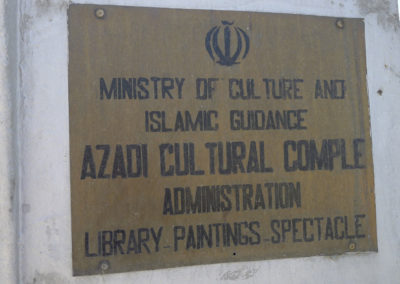 MINISTRY OF CULTURE AND
ISLAMIC GUIDANCE
AZADI CULTURAL COMPLE
ADMINISTRATION
LIBRARY-PAINTINGS-SPECTACLE